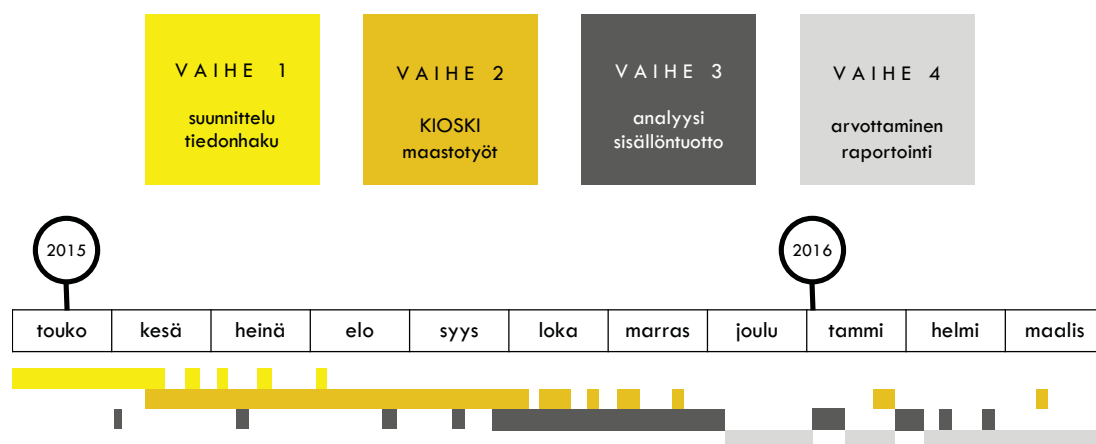 VAIHE 1
suunnittelu
tiedonhaku
VAIHE 2
KIOSKI
maastotyöt
VAIHE 3
analyysi
sisällöntuotto
VAIHE 4
arvottaminen
raportointi
2015
2016
touko kesä heinä elo syys loka marras joulu tammi helmi maalis